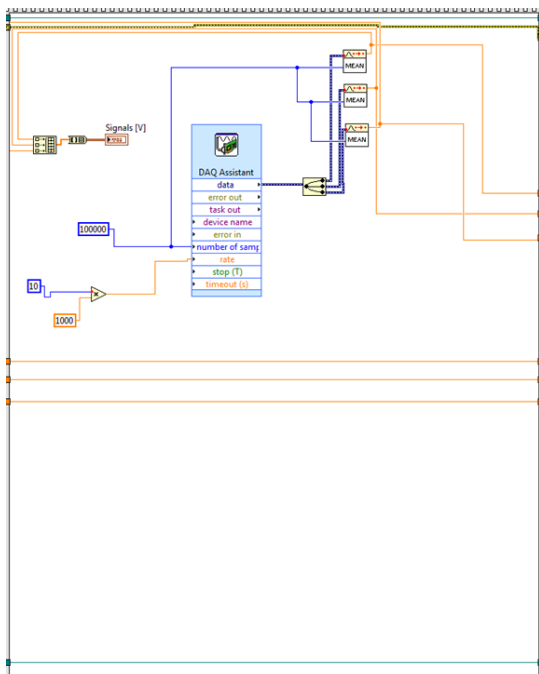 MEAN
MEAN
Signals [V]
MEAN
DAQ Assistant
data
error out
task out
device name
100000
error in
number of samp
rate
stop (T)
10
timeout (s)
1000